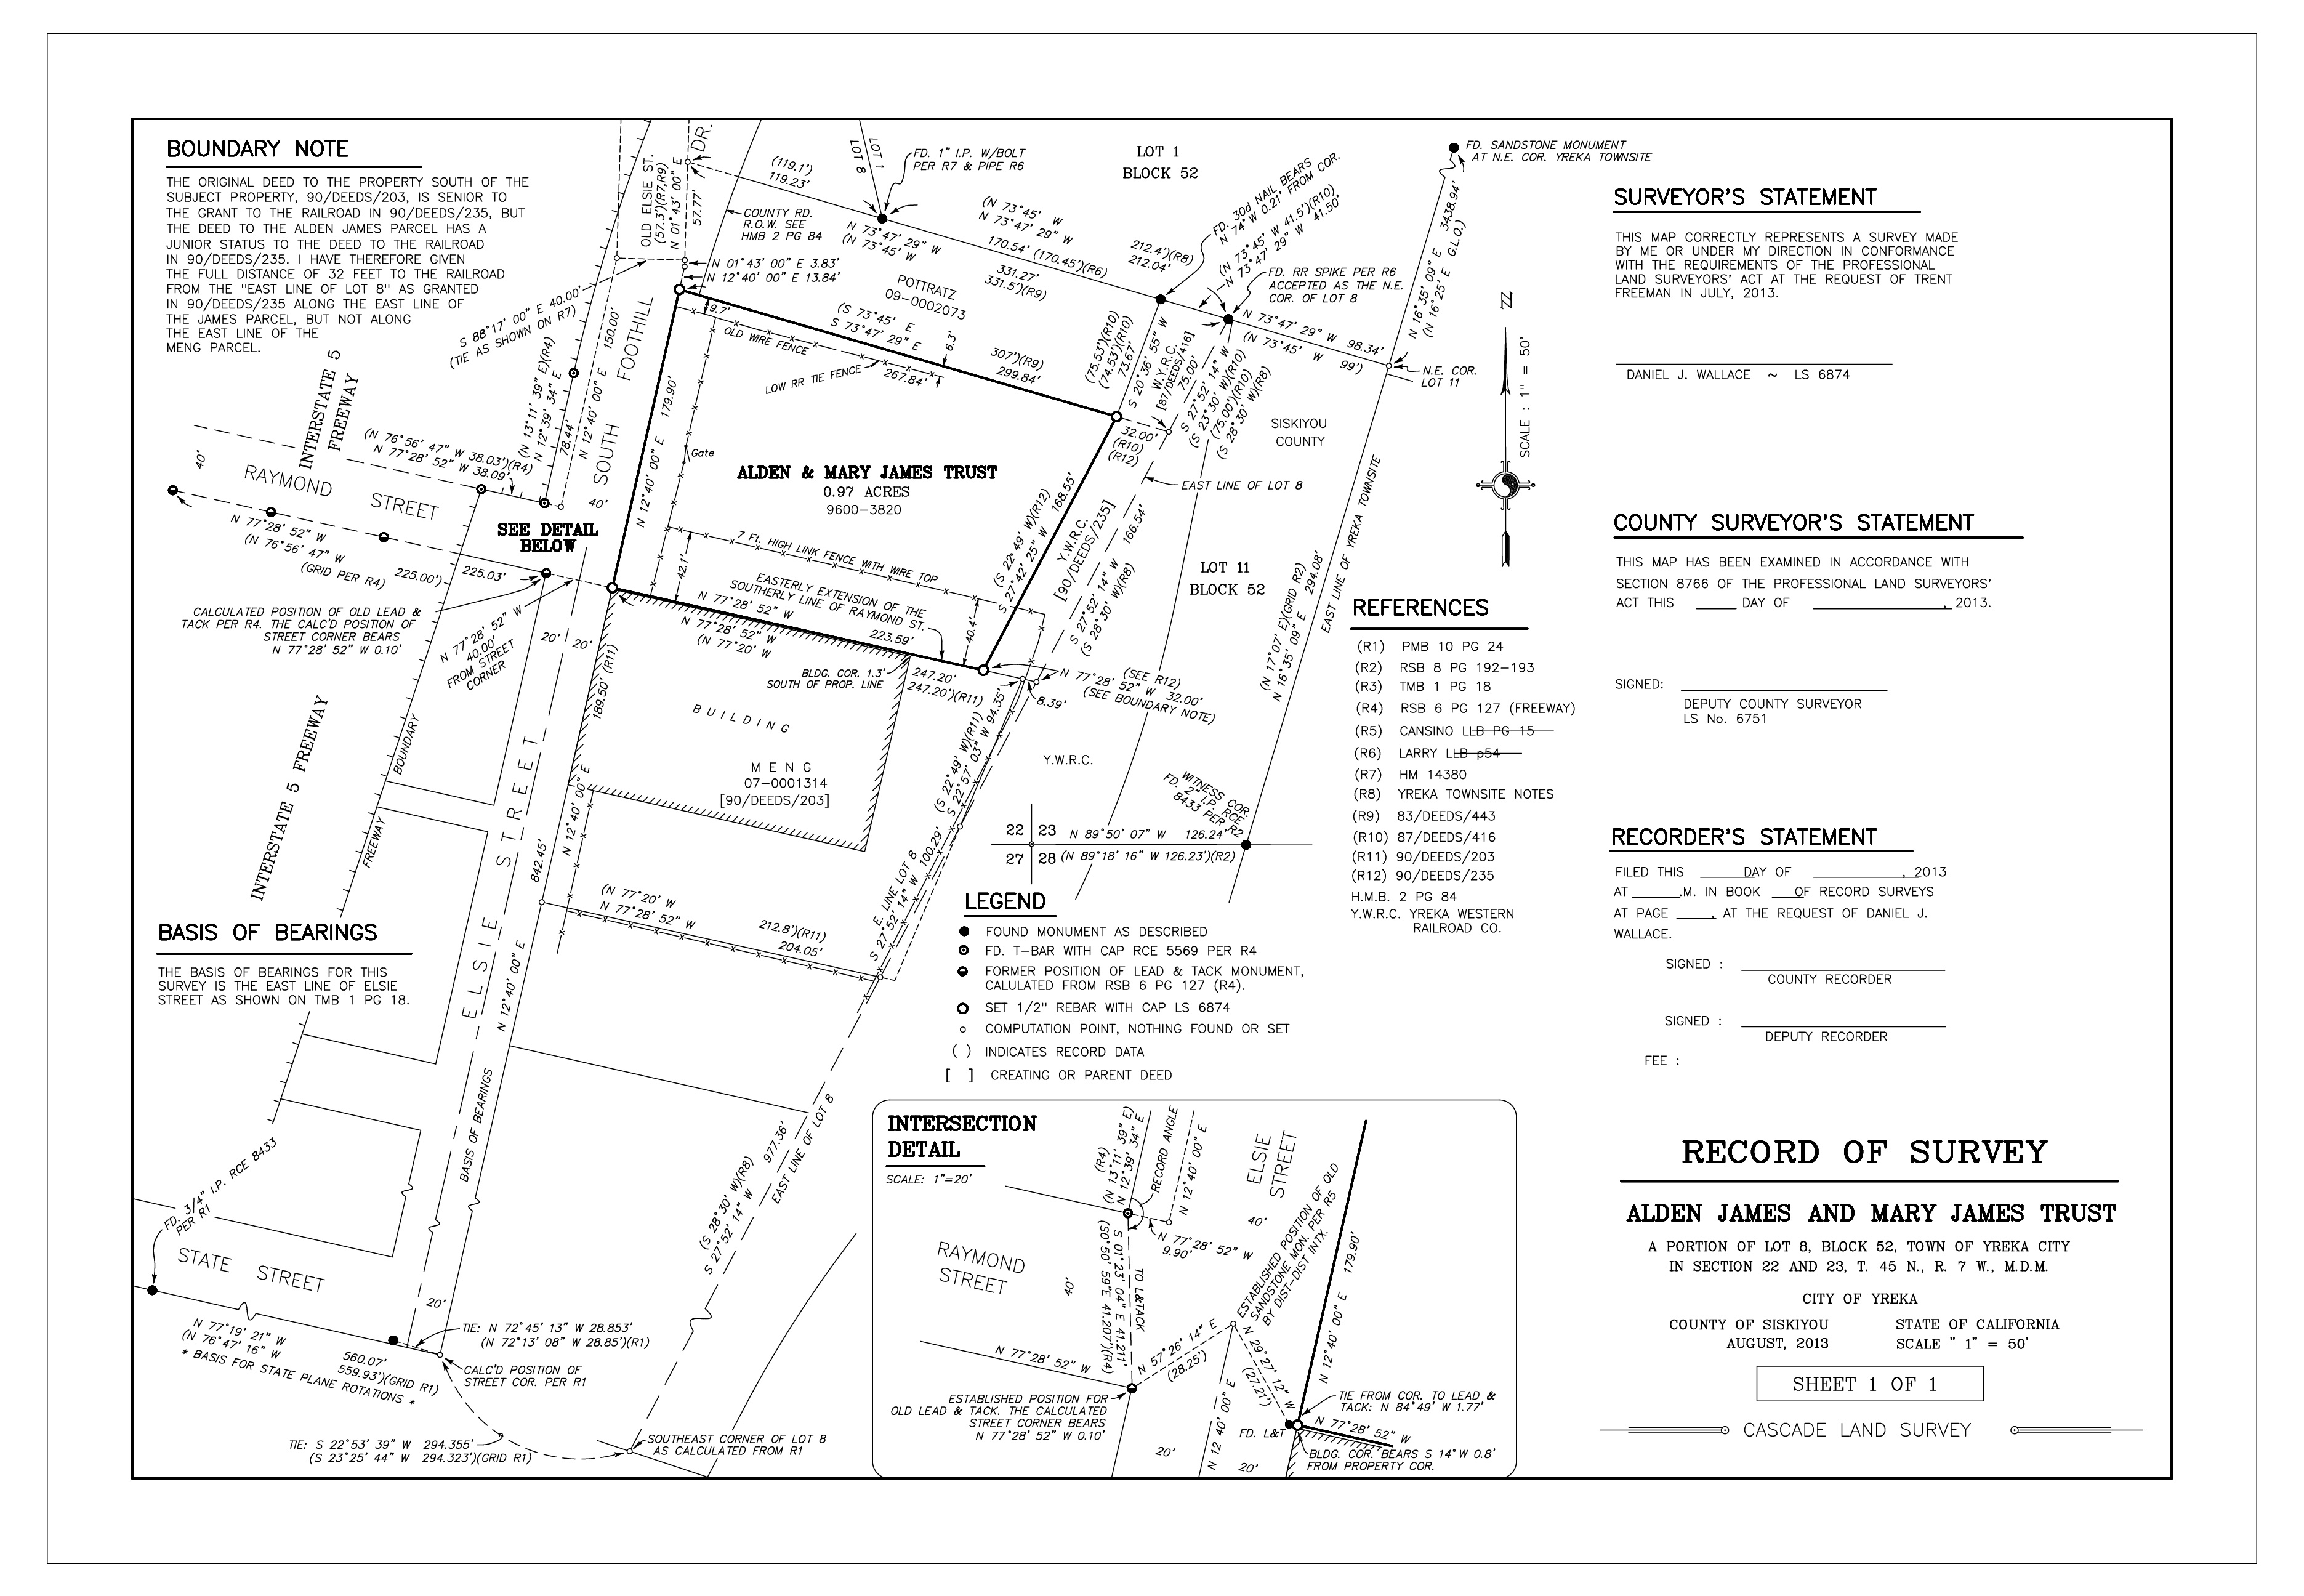 BOUNDARY NOTE
THE ORIGINAL DEED TO THE PROPERTY SOUTH OF THE
SUBJECT PROPERTY, 90/DEEDS/203, IS SENIOR TO
THE GRANT TO THE RAILROAD IN 90/DEEDS/235, BUT
THE DEED TO THE ALDEN JAMES PARCEL HAS A
JUNIOR STATUS TO THE DEED TO THE RAILROAD
IN 90/DEEDS/235. I HAVE THEREFORE GIVEN
THE FULL DISTANCE OF 32 FEET TO THE RAILROAD
FROM THE "EAST LINE OF LOT 8" AS GRANTED
IN 90/DEEDS/235 ALONG THE EAST LINE OF
THE JAMES PARCEL, BUT NOT ALONG
THE EAST LINE OF THE
MENG PARCEL.
INTERSTATE 5
FREEWAY
40'
RAYMOND STREET
(N 76°56' 47" W 38.03')(R4)
N 77°28' 52" W 38.09'
N 77°28' 52" W
(N 76°56' 47" W
(GRID PER R4)
225.00')
225.03'
CALCULATED POSITION OF OLD LEAD &
TACK PER R4. THE CALC'D POSITION OF
STREET CORNER BEARS
N 77°28' 52" W 0.10'
N 77°28' 52" W
40.00'
FROM STREET
CORNER
S 88°17' 00" E 40.00'
(TIE AS SHOWN ON R7)
(N 13°11' 39" E)(R4)
N 12°39' 34" E
78.44'
N 12°40' 00" E
150.00'
SOUTH FOOTHILL DR.
40'
OLD ELSIE ST.
(57.3')(R7,R9)
N 01°43' 00" E
57.77'
SEE DETAIL
BELOW
COUNTY RD.
R.O.W. SEE
HMB 2 PG 84
N 01°43' 00" E 3.83'
N 12°40' 00" E 13.84'
(119.1')
119.23'
LOT 8
LOT 1
FD. 1" I.P. W/BOLT
PER R7 & PIPE R6
N 73°47' 29" W
(N 73°45' W
(N 73°45' W
N 73°47' 29" W
170.54' (170.45')(R6)
331.27'
331.5')(R9)
212.4')(R8)
212.04'
LOT 1
BLOCK 52
FD. 30d NAIL BEARS
N 74°W 0.21' FROM COR.
(N 73°45' W 41.5')(R10)
N 73°47' 29" W 41.50'
FD. RR SPIKE PER R6
ACCEPTED AS THE N.E.
COR. OF LOT 8
FD. SANDSTONE MONUMENT
AT N.E. COR. YREKA TOWNSITE
N 16°35' 09" E 3438.94'
(N 16°25' E G.L.O.)
N 73°47' 29" W 98.34'
(N 73°45' W 99')
N.E. COR.
LOT 11
POTTRATZ
09-0002073
(S 73°45' E
S 73°47' 29" E
307')(R9)
299.84'
9.7'
OLD WIRE FENCE
LOW RR TIE FENCE
267.84'
6.3'
(75.53')(R10)
(74.53')(R10)
73.67'
S 20°36' 55" W
W.Y.R.C.
[87/DEEDS/416]
75.00'
S 27°52' 14" W
(S 23°30' W)(R10)
(75.00')(R10)
(S 28°30' W)(R8)
32.00'
(R10)
(R12)
SISKIYOU
COUNTY
EAST LINE OF LOT 8
179.90'
N 12°40' 00" E
Gate
ALDEN & MARY JAMES TRUST
0.97 ACRES
9600-3820
7 Ft. HIGH LINK FENCE WITH WIRE TOP
42.1'
EASTERLY EXTENSION OF THE
SOUTHERLY LINE OF RAYMOND ST.
N 77°28' 52" W
223.59'
40.4'
N 77°28' 52" W
(N 77°20' W
(S 22°49' W)(R12)
S 27°42' 25" W 168.55'
Y.W.R.C.
[90/DEEDS/235]
166.54'
S 27°52' 14" W
(S 28°30' W)(R8)
LOT 11
BLOCK 52
(N 17°07' E)(GRID R2)
N 16°35' 09" E 294.08'
EAST LINE OF YREKA TOWNSITE
BLDG. COR. 1.3'
SOUTH OF PROP. LINE
247.20'
247.20')(R11)
(SEE R12)
N 77°28' 52" W 32.00'
(SEE BOUNDARY NOTE)
8.39'
20' 20'
189.50' (R11)
BUILDING
MENG
07-0001314
[90/DEEDS/203]
(S 22°49' W)(R11)
S 22°57' 03" W 94.35'
Y.W.R.C.
WITNESS COR.
FD. 2" I.P. RCE.
8433 PER R2
22 23
27 28
N 89°50' 07" W 126.24'
(N 89°18' 16" W 126.23')(R2)
INTERSTATE 5 FREEWAY
FREEWAY BOUNDARY
ELSIE STREET
N 12°40' 00" E
842.45'
N 12°40' 00" E
BASIS OF BEARINGS
(N 77°20' W
N 77°28' 52" W
212.8')(R11)
204.05'
E. LINE LOT 8
S 27°52' 14" W 100.29'
BASIS OF BEARINGS
THE BASIS OF BEARINGS FOR THIS
SURVEY IS THE EAST LINE OF ELSIE
STREET AS SHOWN ON TMB 1 PG 18.
FD. 3/4" I.P. RCE 8433
PER R1
STATE STREET
20'
N 77°19' 21" W
(N 76°47' 16" W
560.07'
559.93')(GRID R1)
* BASIS FOR STATE PLANE ROTATIONS *
TIE: N 72°45' 13" W 28.853'
(N 72°13' 08" W 28.85')(R1)
CALC'D POSITION OF
STREET COR. PER R1
TIE: S 22°53' 39" W 294.355'
(S 23°25' 44" W 294.323')(GRID R1)
SOUTHEAST CORNER OF LOT 8
AS CALCULATED FROM R1
(S 28°30' W)(R8)
S 27°52' 14" W 977.36'
EAST LINE OF LOT 8
LEGEND
FOUND MONUMENT AS DESCRIBED
FD. T-BAR WITH CAP RCE 5569 PER R4
FORMER POSITION OF LEAD & TACK MONUMENT,
CALULATED FROM RSB 6 PG 127 (R4).
SET 1/2" REBAR WITH CAP LS 6874
COMPUTATION POINT, NOTHING FOUND OR SET
( ) INDICATES RECORD DATA
[ ] CREATING OR PARENT DEED
INTERSECTION
DETAIL
SCALE: 1"=20'
(R4)
(N 13°11' 39" E)
N 12°39' 34" E
RECORD ANGLE
N 12°40' 00" E
ELSIE
STREET
40'
N 77°28' 52" W
9.90'
RAYMOND
STREET
40'
TO L&TACK
S 01°23' 04" E 41.211'
(S0°50' 59"E 41.207')(R4)
ESTABLISHED POSITION OF OLD
SANDSTONE MON. PER R5
BY DIST-DIST INTX.
N 12°40' 00" E 179.90'
N 77°28' 52" W
N 57°26' 14" E
(28.25')
N 29°27' 12" W
(27.21')
ESTABLISHED POSITION FOR
OLD LEAD & TACK. THE CALCULATED
STREET CORNER BEARS
N 77°28' 52" W 0.10'
N 12 40' 00" E
20'
20'
FD. L&T
TIE FROM COR. TO LEAD &
TACK: N 84°49' W 1.77'
N 77°28' 52" W
BLDG. COR. BEARS S 14°W 0.8'
FROM PROPERTY COR.
N
SCALE : 1" = 50'
REFERENCES
(R1) PMB 10 PG 24
(R2) RSB 8 PG 192-193
(R3) TMB 1 PG 18
(R4) RSB 6 PG 127 (FREEWAY)
(R5) CANSINO LLB PG 15
(R6) LARRY LLB p54
(R7) HM 14380
(R8) YREKA TOWNSITE NOTES
(R9) 83/DEEDS/443
(R10) 87/DEEDS/416
(R11) 90/DEEDS/203
(R12) 90/DEEDS/235
H.M.B. 2 PG 84
Y.W.R.C. YREKA WESTERN
RAILROAD CO.
SURVEYOR'S STATEMENT
THIS MAP CORRECTLY REPRESENTS A SURVEY MADE
BY ME OR UNDER MY DIRECTION IN CONFORMANCE
WITH THE REQUIREMENTS OF THE PROFESSIONAL
LAND SURVEYORS' ACT AT THE REQUEST OF TRENT
FREEMAN IN JULY, 2013.
DANIEL J. WALLACE ~ LS 6874
COUNTY SURVEYOR'S STATEMENT
THIS MAP HAS BEEN EXAMINED IN ACCORDANCE WITH
SECTION 8766 OF THE PROFESSIONAL LAND SURVEYORS'
ACT THIS _____ DAY OF _________________, 2013.
SIGNED:
DEPUTY COUNTY SURVEYOR
LS No. 6751
RECORDER'S STATEMENT
FILED THIS ______DAY OF _____________, 2013
AT ______.M. IN BOOK ____OF RECORD SURVEYS
AT PAGE _____, AT THE REQUEST OF DANIEL J.
WALLACE.
SIGNED :
COUNTY RECORDER
SIGNED :
DEPUTY RECORDER
FEE :
RECORD OF SURVEY
ALDEN JAMES AND MARY JAMES TRUST
A PORTION OF LOT 8, BLOCK 52, TOWN OF YREKA CITY
IN SECTION 22 AND 23, T. 45 N., R. 7 W., M.D.M.
CITY OF YREKA
COUNTY OF SISKIYOU STATE OF CALIFORNIA
AUGUST, 2013 SCALE " 1" = 50'
SHEET 1 OF 1
CASCADE LAND SURVEY